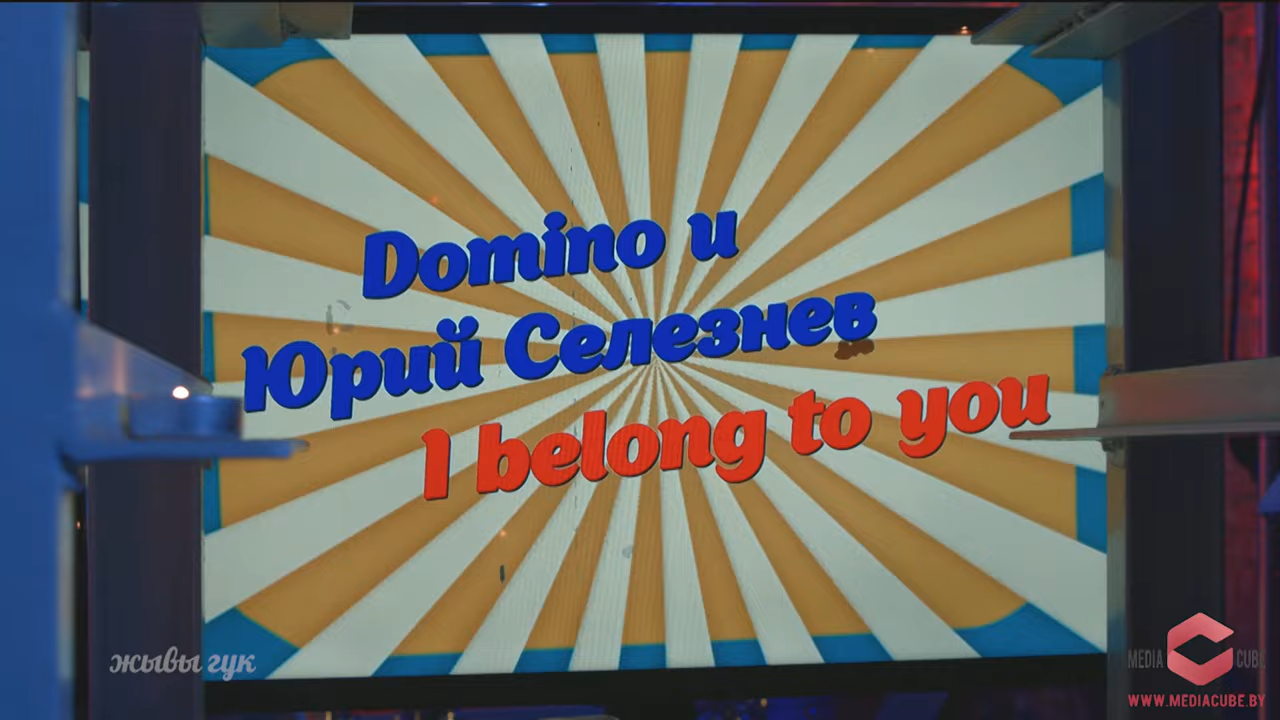 Domino и
Юрий Селезнев
I belong to you
жывы гук
MEDIA CUBE
WWW.MEDIACUBE.BY